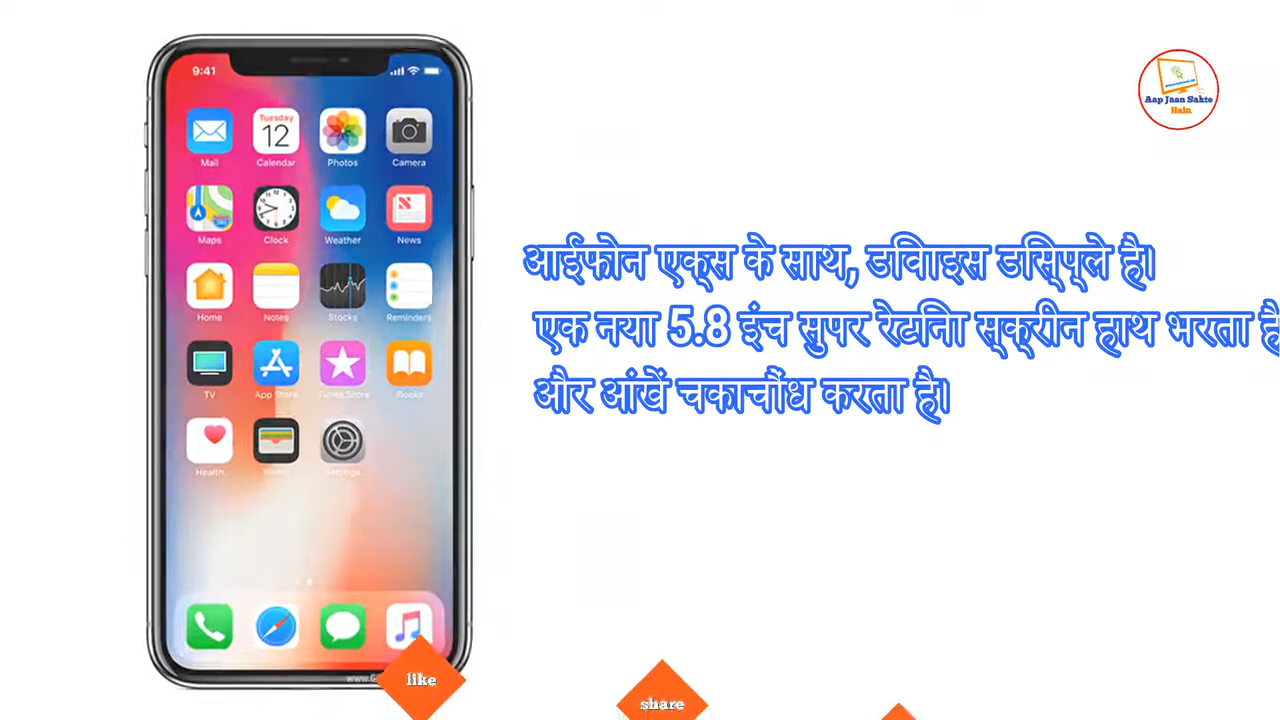 9:41
Aap Jaan Sakte
Hain
Tuesday
12
Mail Calendar Photos Camera
Maps Clock Weather News
आईफोन एक्स के साथ, डिवाइस डिस्प्ले है।
Home Notes Stocks Reminders
एक नया 5.8 इंच सुपर रेटिना स्क्रीन हाथ भरता है
TV App Store iTunes Store iBooks
और आंखें चकाचौंध करता है।
Health Wallet Settings
like
share